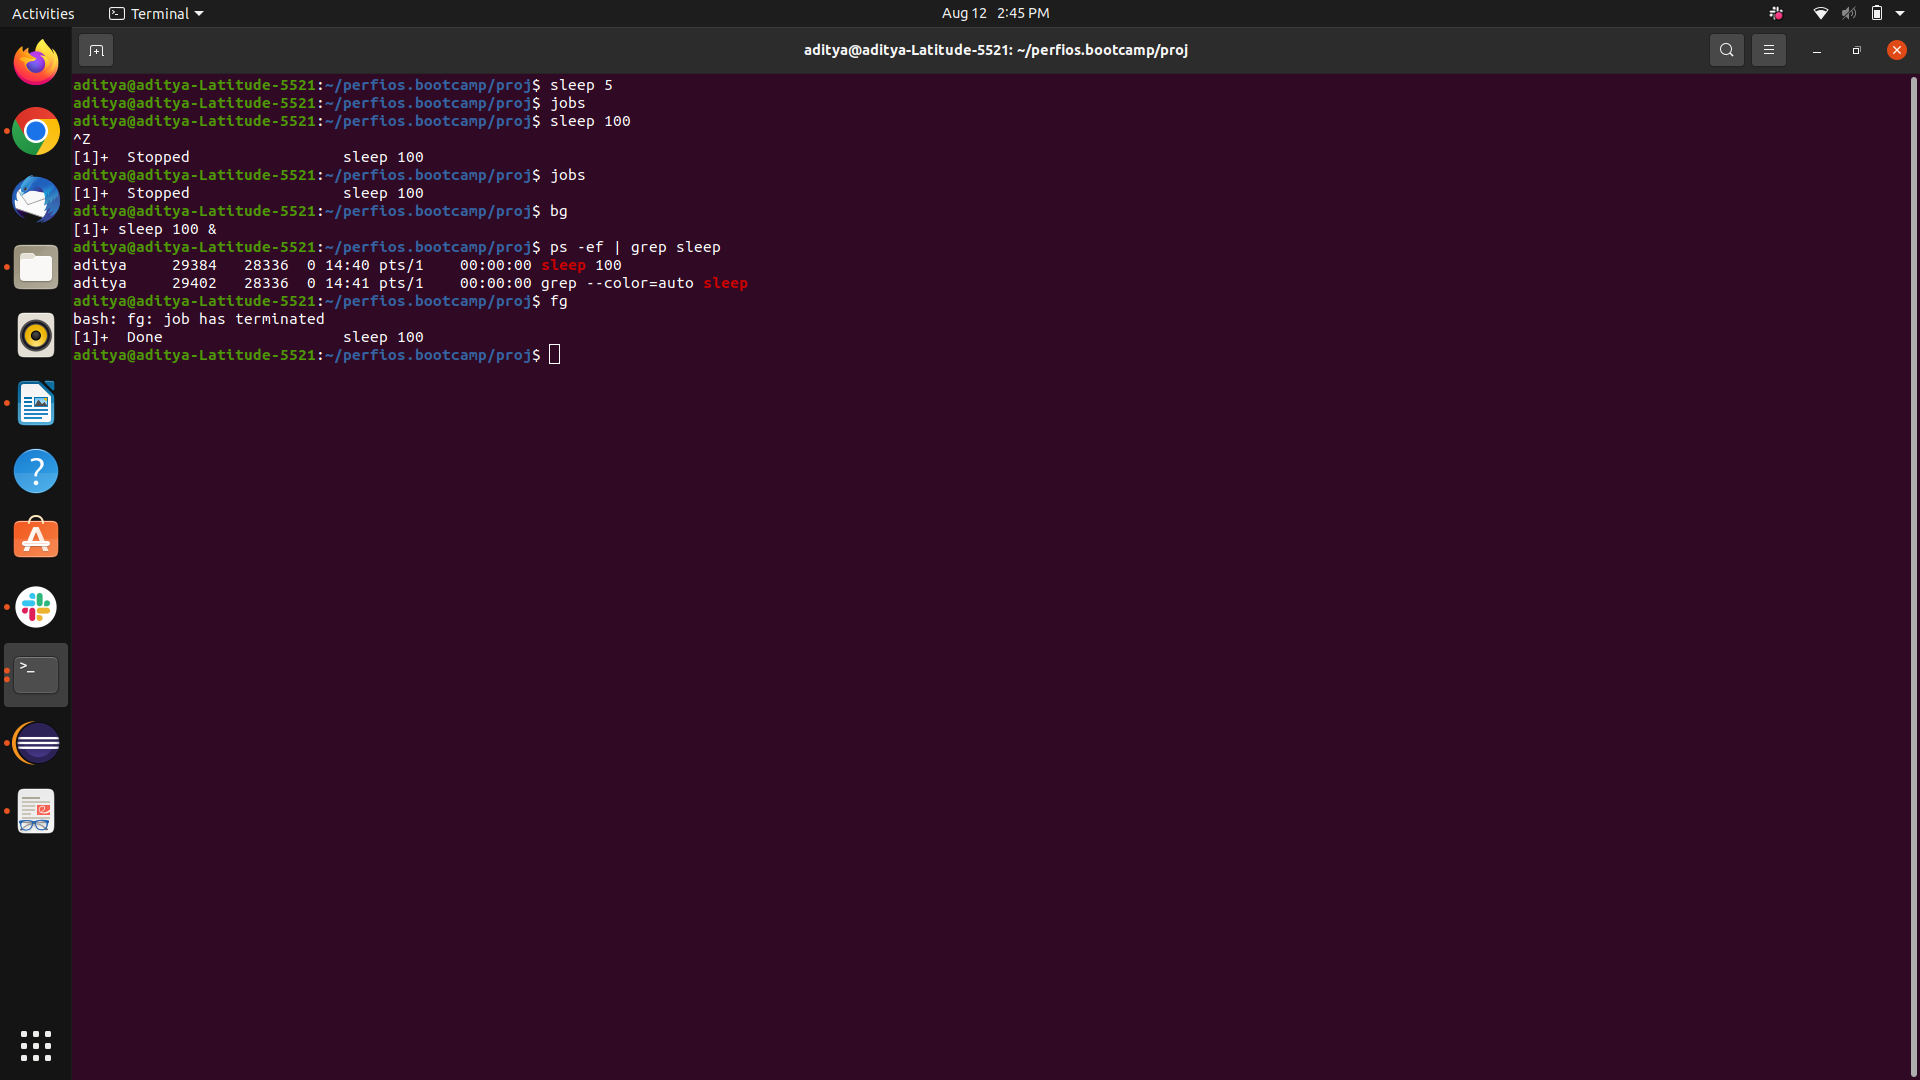 Activities Terminal Aug 12 2:45 PM
aditya@aditya-Latitude-5521: ~/perfios.bootcamp/proj
aditya@aditya-Latitude-5521:~/perfios.bootcamp/proj$ sleep 5
aditya@aditya-Latitude-5521:~/perfios.bootcamp/proj$ jobs
aditya@aditya-Latitude-5521:~/perfios.bootcamp/proj$ sleep 100
^Z
[1]+  Stopped                 sleep 100
aditya@aditya-Latitude-5521:~/perfios.bootcamp/proj$ jobs
[1]+  Stopped                 sleep 100
aditya@aditya-Latitude-5521:~/perfios.bootcamp/proj$ bg
[1]+ sleep 100 &
aditya@aditya-Latitude-5521:~/perfios.bootcamp/proj$ ps -ef | grep sleep
aditya     29384   28336  0 14:40 pts/1    00:00:00 sleep 100
aditya     29402   28336  0 14:41 pts/1    00:00:00 grep --color=auto sleep
aditya@aditya-Latitude-5521:~/perfios.bootcamp/proj$ fg
bash: fg: job has terminated
[1]+  Done                    sleep 100
aditya@aditya-Latitude-5521:~/perfios.bootcamp/proj$